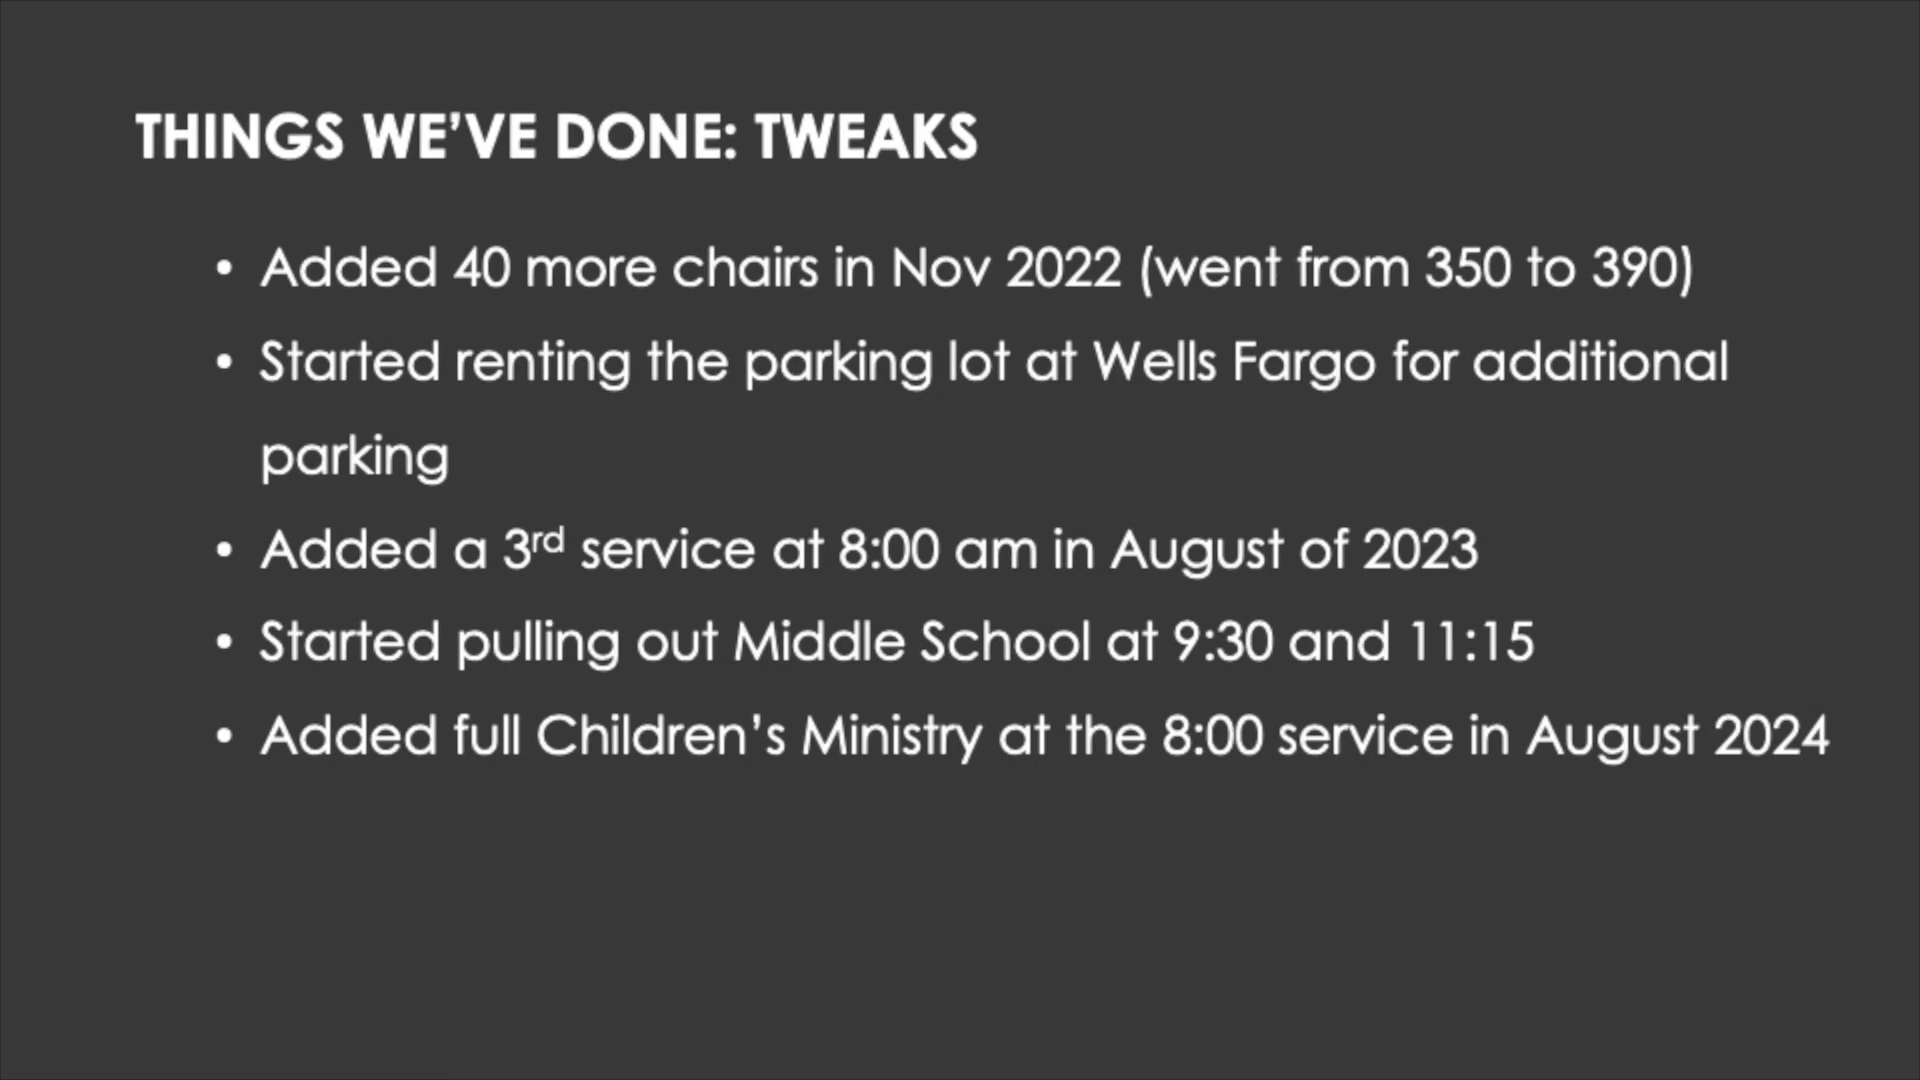 THINGS WE’VE DONE: TWEAKS
• Added 40 more chairs in Nov 2022 (went from 350 to 390)
• Started renting the parking lot at Wells Fargo for additional
parking
• Added a 3rd service at 8:00 am in August of 2023
• Started pulling out Middle School at 9:30 and 11:15
• Added full Children’s Ministry at the 8:00 service in August 2024